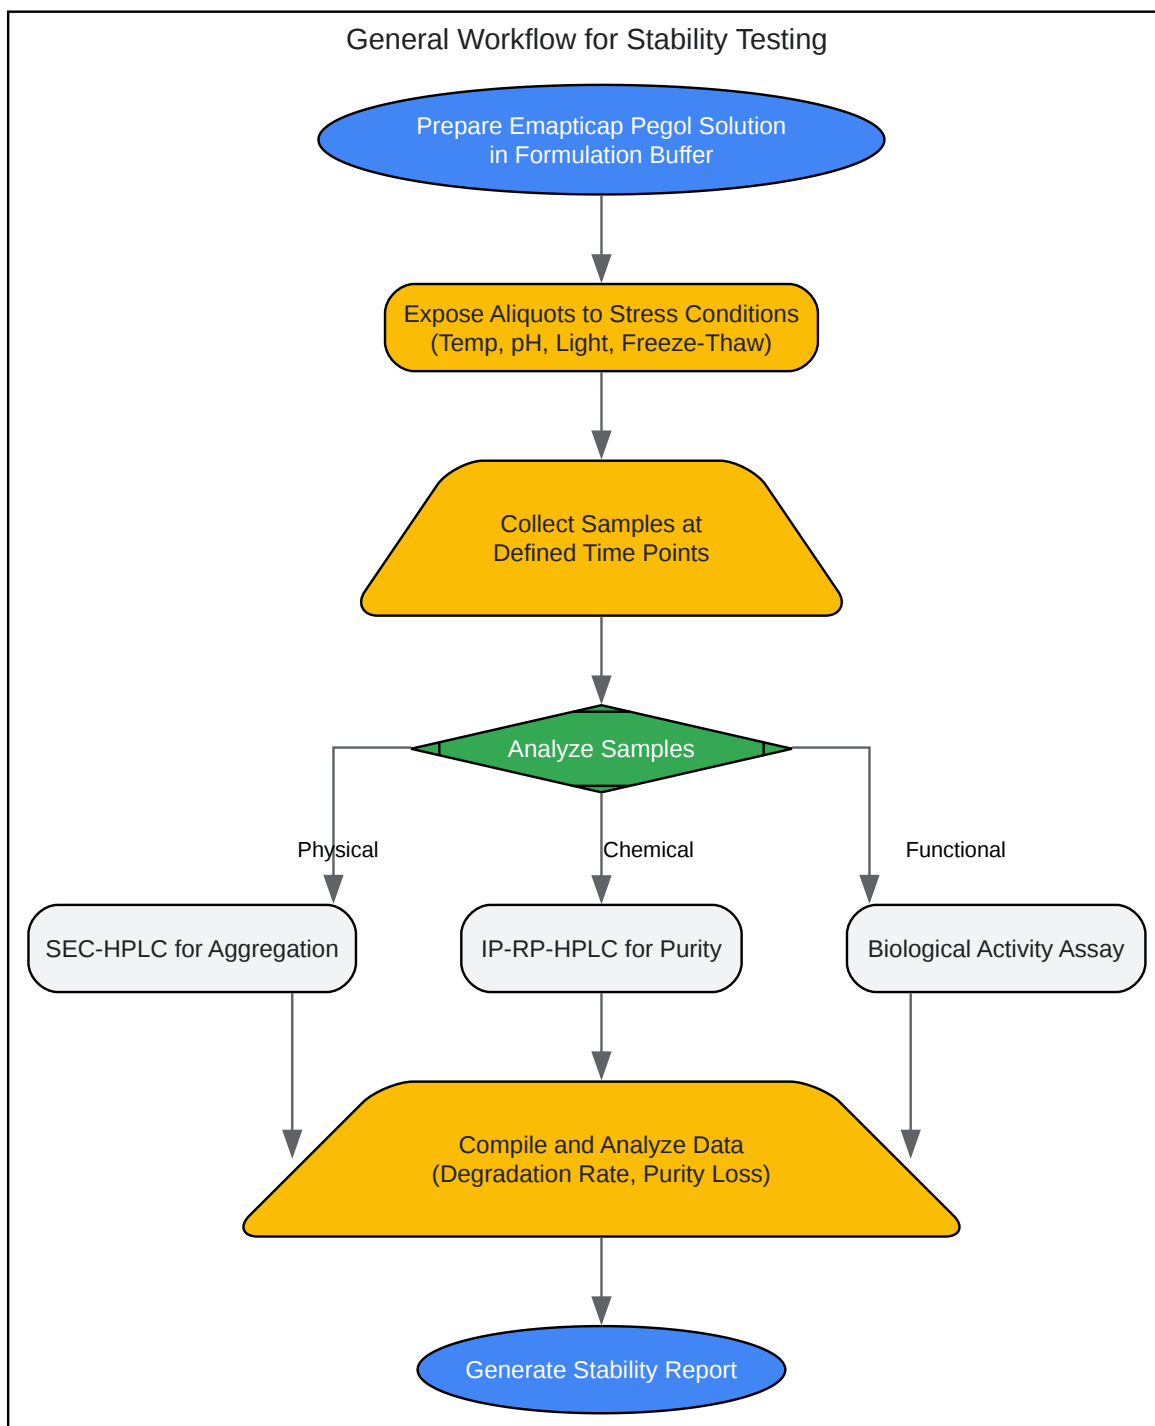 General Workflow for Stability Testing
Prepare Emapticap Pegol Solution
in Formulation Buffer
Expose Aliquots to Stress Conditions
(Temp, pH, Light, Freeze-Thaw)
Collect Samples at
Defined Time Points
Analyze Samples
Physical
Chemical
Functional
SEC-HPLC for Aggregation
IP-RP-HPLC for Purity
Biological Activity Assay
Compile and Analyze Data
(Degradation Rate, Purity Loss)
Generate Stability Report